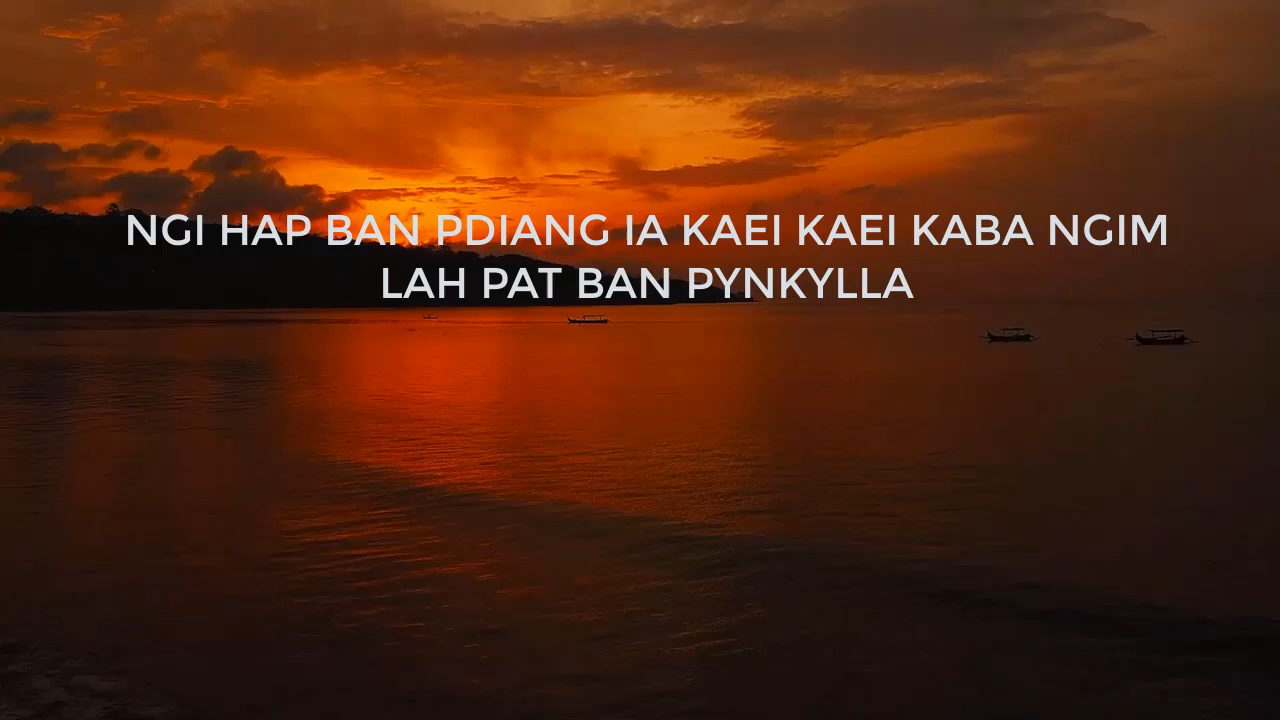 NGI HAP BAN PDIANG IA KAEI KAEI KABA NGIM
LAH PAT BAN PYNKYLLA